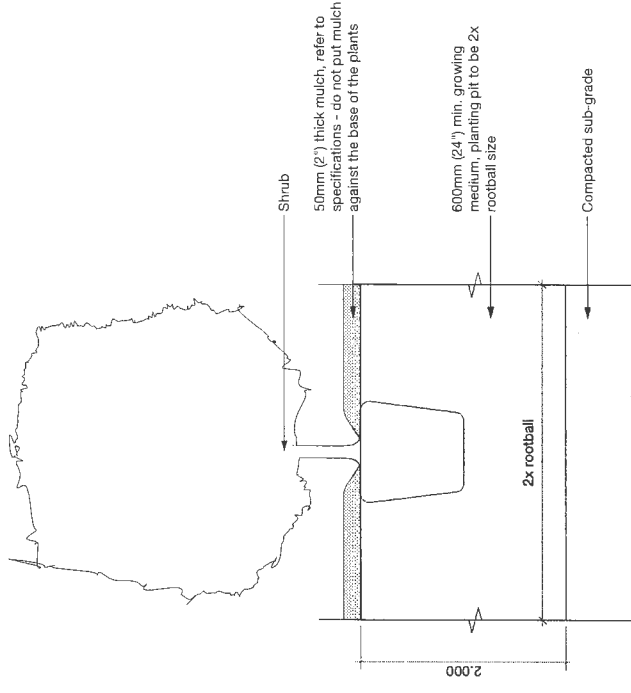 Shrub
50mm (2") thick mulch, refer to
specifications - do not put mulch
against the base of the plants
600mm (24") min. growing
medium, planting pit to be 2x
rootball size
Compacted sub-grade
2x rootball
2.000